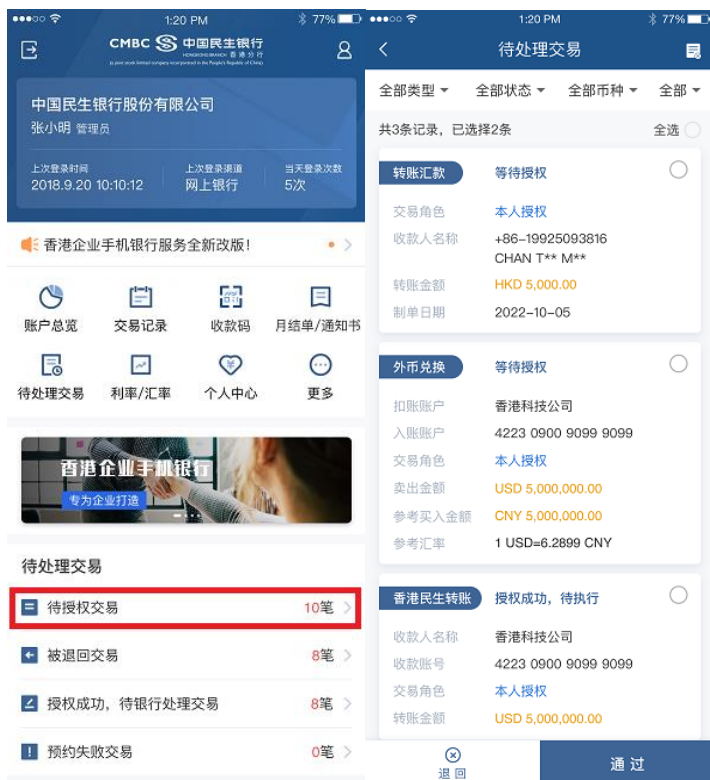 1:20 PM
77%
CMBC 中国民生银行
HONGKONG BRANCH 香港分行
(a joint stock limited company incorporated in the People's Republic of China)
中国民生银行股份有限公司
张小明 管理员
上次登录时间 上次登录渠道 当天登录次数
2018.9.20 10:10:12 网上银行 5次
香港企业手机银行服务全新改版!
账户总览 交易记录 收款码 月结单/通知书
待处理交易 利率/汇率 个人中心 更多
香港企业手机银行
专为企业打造
待处理交易
待授权交易 10笔
被退回交易 8笔
授权成功，待银行处理交易 8笔
预约失败交易 0笔
1:20 PM
77%
待处理交易
全部类型 全部状态 全部币种 全部
共3条记录，已选择2条 全选
转账汇款 等待授权
交易角色 本人授权
收款人名称 +86-19925093816
CHAN T** M**
转账金额 HKD 5,000.00
制单日期 2022-10-05
外币兑换 等待授权
扣账账户 香港科技公司
入账账户 4223 0900 9099 9099
交易角色 本人授权
卖出金额 USD 5,000,000.00
参考买入金额 CNY 5,000,000.00
参考汇率 1 USD=6.2899 CNY
香港民生转账 授权成功，待执行
收款人名称 香港科技公司
收款账号 4223 0900 9099 9099
交易角色 本人授权
转账金额 USD 5,000,000.00
退回 通过